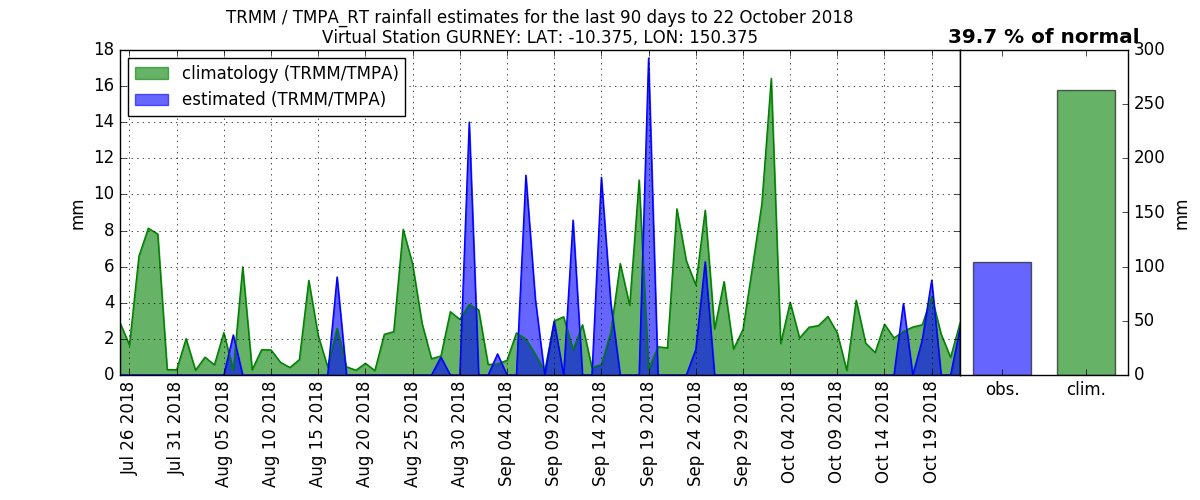 TRMM / TMPA_RT rainfall estimates for the last 90 days to 22 October 2018
Virtual Station GURNEY: LAT: -10.375, LON: 150.375
39.7 % of normal
climatology (TRMM/TMPA)
estimated (TRMM/TMPA)
mm
18
16
14
12
10
8
6
4
2
0
Jul 26 2018
Jul 31 2018
Aug 05 2018
Aug 10 2018
Aug 15 2018
Aug 20 2018
Aug 25 2018
Aug 30 2018
Sep 04 2018
Sep 09 2018
Sep 14 2018
Sep 19 2018
Sep 24 2018
Sep 29 2018
Oct 04 2018
Oct 09 2018
Oct 14 2018
Oct 19 2018
obs.
clim.
300
250
200
150
100
50
0
mm